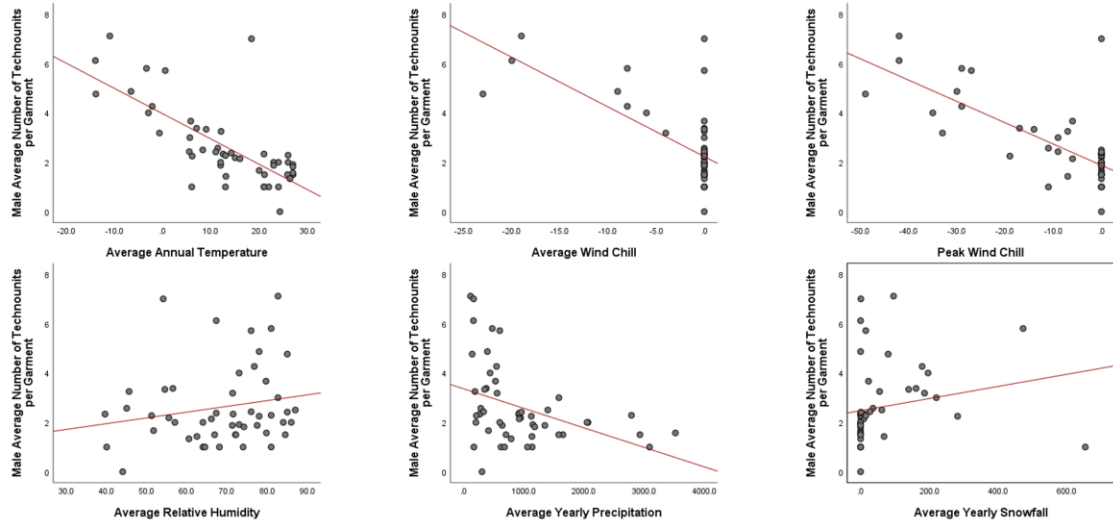 Male Average Number of Technounits
per Garment
8
6
4
2
0
-20.0 -10.0 .0 10.0 20.0 30.0
Average Annual Temperature
Male Average Number of Technounits
per Garment
8
6
4
2
0
-25.0 -20.0 -15.0 -10.0 -5.0 .0
Average Wind Chill
Male Average Number of Technounits
per Garment
8
6
4
2
0
-50.0 -40.0 -30.0 -20.0 -10.0 .0
Peak Wind Chill
Male Average Number of Technounits
per Garment
8
6
4
2
0
30.0 40.0 50.0 60.0 70.0 80.0 90.0
Average Relative Humidity
Male Average Number of Technounits
per Garment
8
6
4
2
0
.0 1000.0 2000.0 3000.0 4000.0
Average Yearly Precipitation
Male Average Number of Technounits
per Garment
8
6
4
2
0
.0 200.0 400.0 600.0
Average Yearly Snowfall